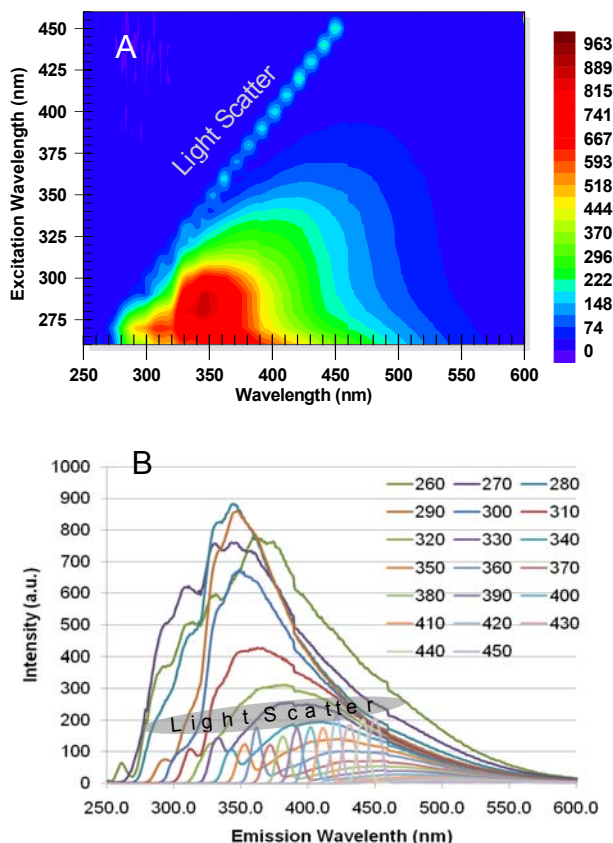 A
Light Scatter
Excitation Wavelength (nm)
450
425
400
375
350
325
300
275
250 300 350 400 450 500 550 600
Wavelength (nm)
963
889
815
741
667
593
518
444
370
296
222
148
74
0
B
Intensity (a.u.)
1000
900
800
700
600
500
400
300
200
100
0
260 270 280
290 300 310
320 330 340
350 360 370
380 390 400
410 420 430
440 450
Light Scatter
250.0 300.0 350.0 400.0 450.0 500.0 550.0 600.0
Emission Wavelenth (nm)